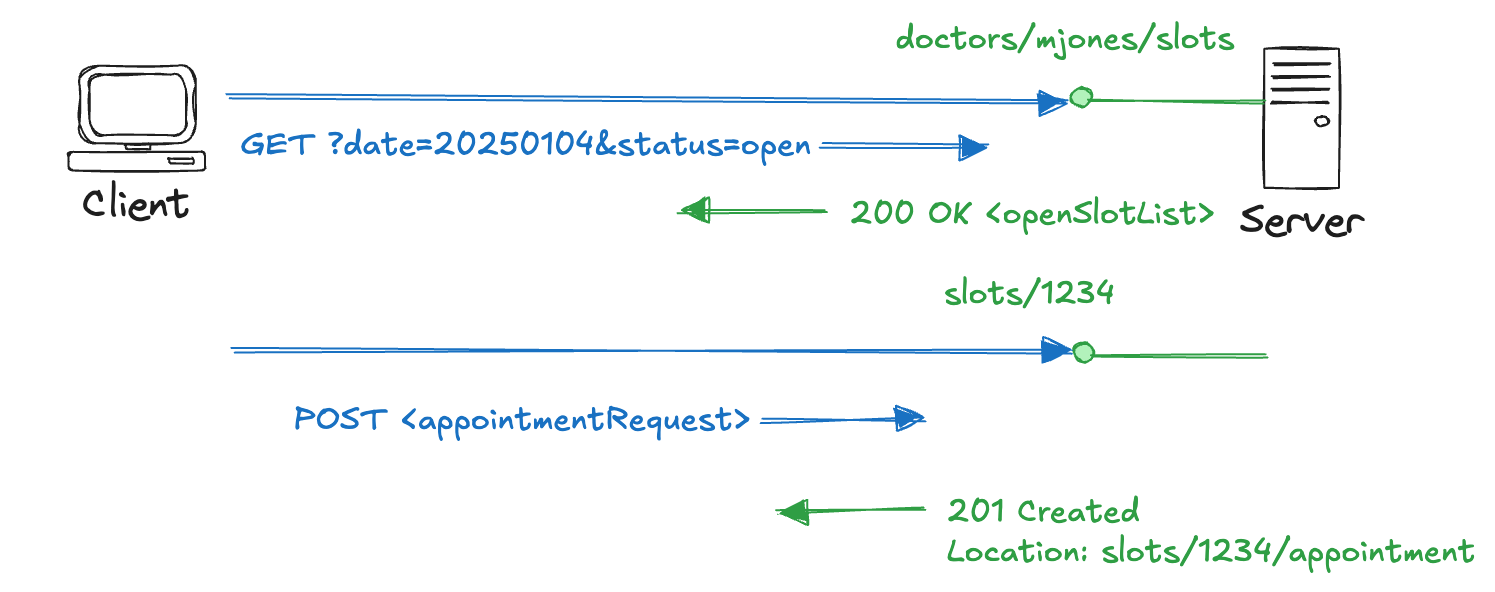 doctors/mjones/slots
GET ?date=20250104&status=open
Client
200 OK <openSlotList>
Server
slots/1234
POST <appointmentRequest>
201 Created
Location: slots/1234/appointment